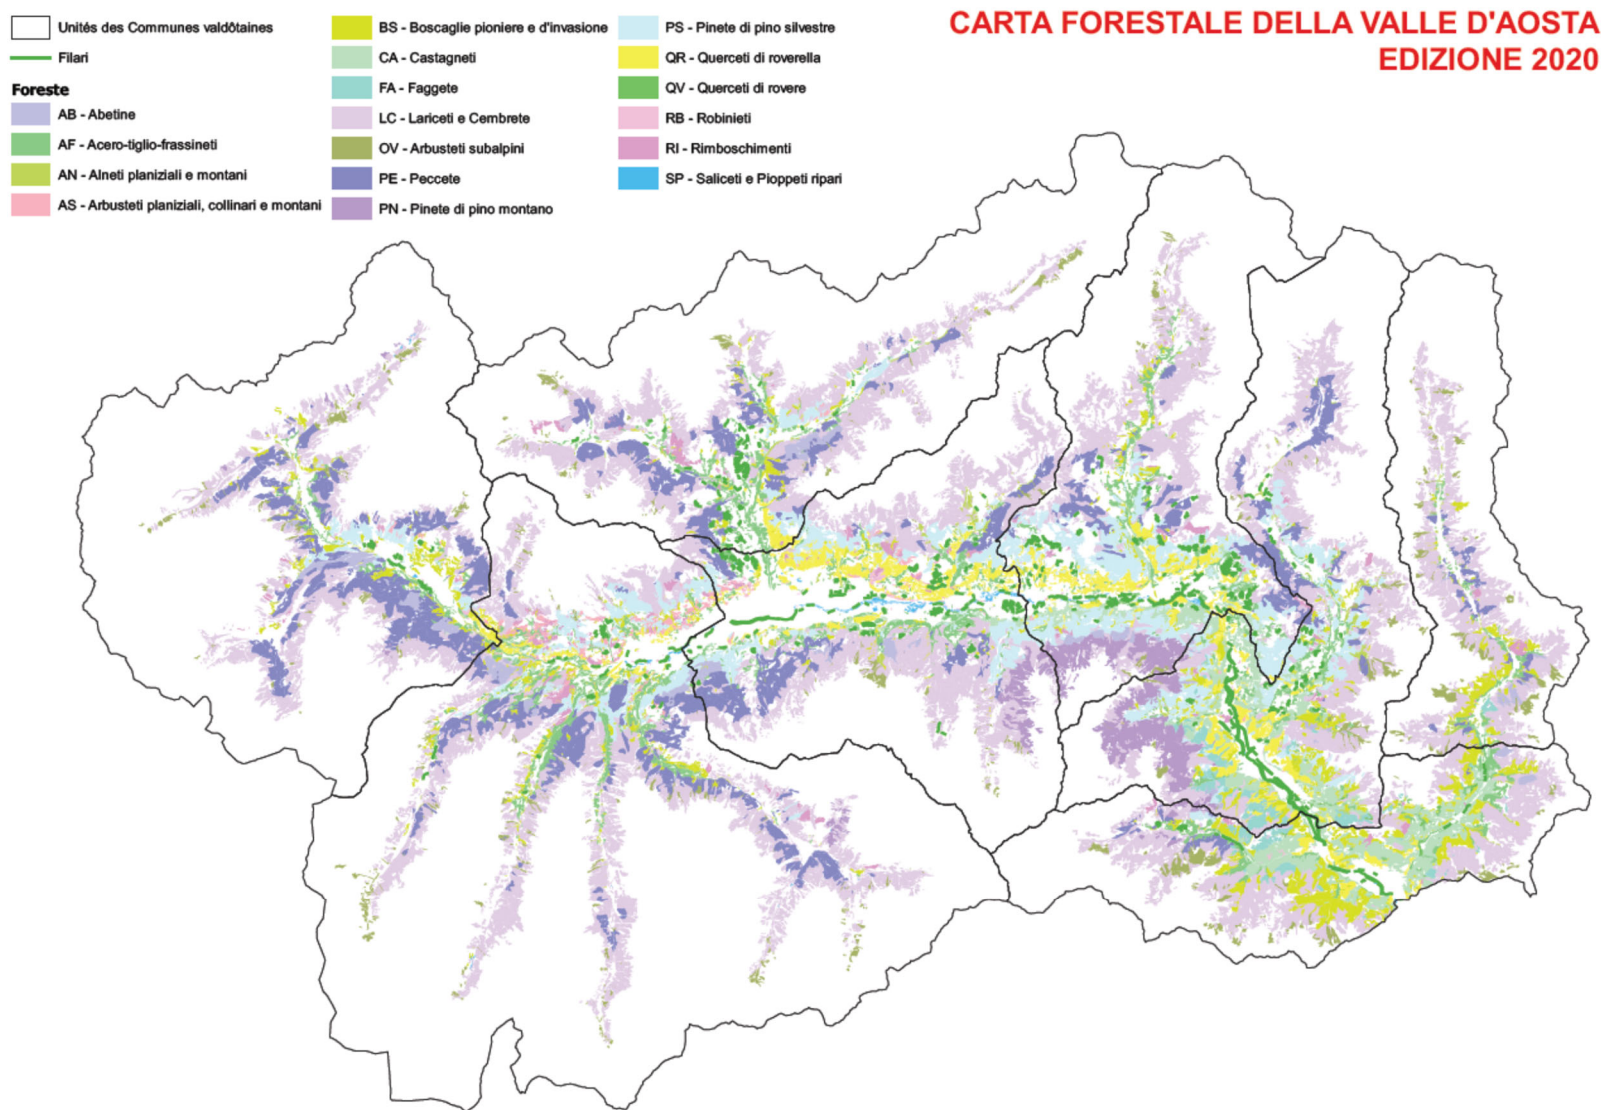 CARTA FORESTALE DELLA VALLE D'AOSTA
EDIZIONE 2020
Unités des Communes valdôtaines
Filari
Foreste
AB - Abetine
AF - Acero-tiglio-frassineti
AN - Alneti planiziali e montani
AS - Arbusteti planiziali, collinari e montani
BS - Boscaglie pioniere e d'invasione
CA - Castagneti
FA - Faggete
LC - Lariceti e Cembrete
OV - Arbusteti subalpini
PE - Peccete
PN - Pinete di pino montano
PS - Pinete di pino silvestre
QR - Querceti di roverella
QV - Querceti di rovere
RB - Robinieti
RI - Rimboschimenti
SP - Saliceti e Pioppeti ripari